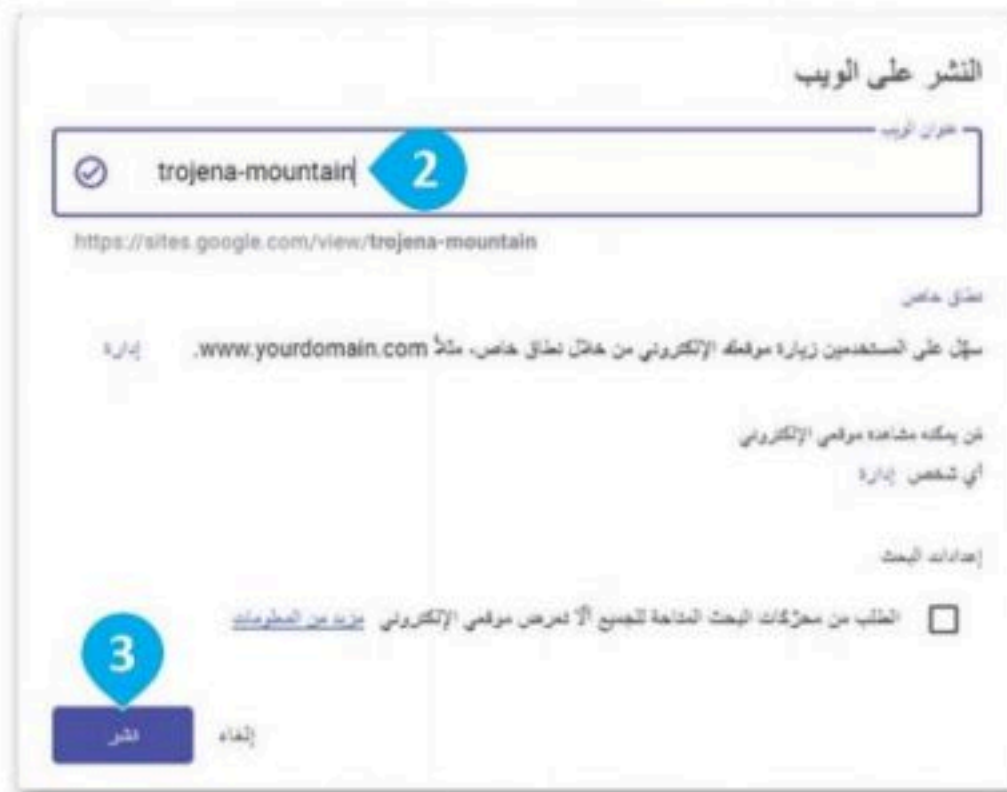 النشر على الويب
عنوان الويب
trojena-mountain
2
https://sites.google.com/view/trojena-mountain
نطاق خاص
سهّل على المستخدمين زيارة موقعك الإلكتروني من خلال نطاق خاص، مثلاً www.yourdomain.com. إدارة
مَن يمكنه مشاهدة موقعي الإلكتروني
أي شخص إدارة
إعدادات البحث
الطلب من محرّكات البحث المتاحة للجميع ألّا تعرض موقعي الإلكتروني مزيد من المعلومات
3
إلغاء
نشر